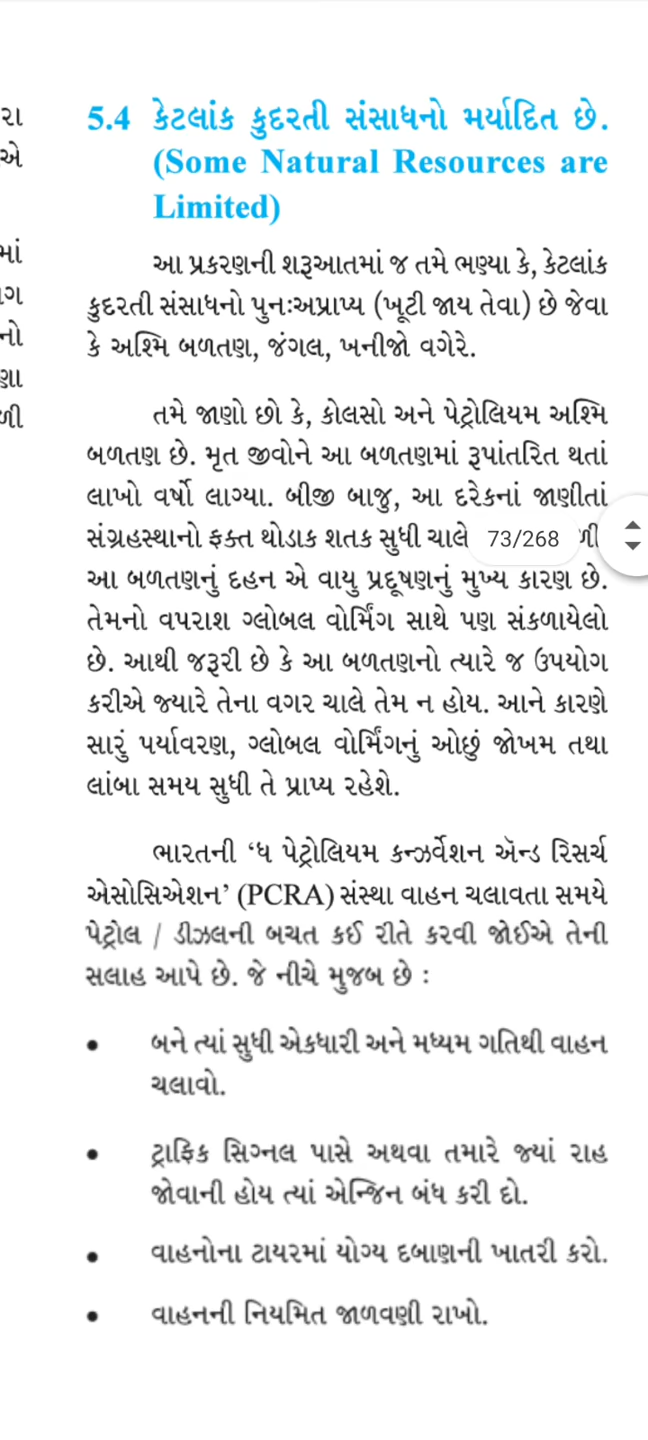 રા
એ
માં
ગ
નો
ણા
ળી
5.4 કેટલાંક કુદરતી સંસાધનો મર્યાદિત છે.
(Some Natural Resources are
Limited)
આ પ્રકરણની શરૂઆતમાં જ તમે ભણ્યા કે, કેટલાંક
કુદરતી સંસાધનો પુનઃઅપ્રાપ્ય (ખૂટી જાય તેવા) છે જેવા
કે અશ્મિ બળતણ, જંગલ, ખનીજો વગેરે.
તમે જાણો છો કે, કોલસો અને પેટ્રોલિયમ અશ્મિ
બળતણ છે. મૃત જીવોને આ બળતણમાં રૂપાંતરિત થતાં
લાખો વર્ષો લાગ્યા. બીજી બાજુ, આ દરેકનાં જાણીતાં
સંગ્રહસ્થાનો ફક્ત થોડાક શતક સુધી ચાલે 73/268
આ બળતણનું દહન એ વાયુ પ્રદૂષણનું મુખ્ય કારણ છે.
તેમનો વપરાશ ગ્લોબલ વોર્મિંગ સાથે પણ સંકળાયેલો
છે. આથી જરૂરી છે કે આ બળતણનો ત્યારે જ ઉપયોગ
કરીએ જ્યારે તેના વગર ચાલે તેમ ન હોય. આને કારણે
સારું પર્યાવરણ, ગ્લોબલ વોર્મિંગનું ઓછું જોખમ તથા
લાંબા સમય સુધી તે પ્રાપ્ય રહેશે.
ભારતની ‘ધ પેટ્રોલિયમ કન્ઝર્વેશન ઍન્ડ રિસર્ચ
એસોસિએશન’ (PCRA) સંસ્થા વાહન ચલાવતા સમયે
પેટ્રોલ / ડીઝલની બચત કઈ રીતે કરવી જોઈએ તેની
સલાહ આપે છે. જે નીચે મુજબ છે :
• બને ત્યાં સુધી એકધારી અને મધ્યમ ગતિથી વાહન
ચલાવો.
• ટ્રાફિક સિગ્નલ પાસે અથવા તમારે જ્યાં રાહ
જોવાની હોય ત્યાં એન્જિન બંધ કરી દો.
• વાહનોના ટાયરમાં યોગ્ય દબાણની ખાતરી કરો.
• વાહનની નિયમિત જાળવણી રાખો.